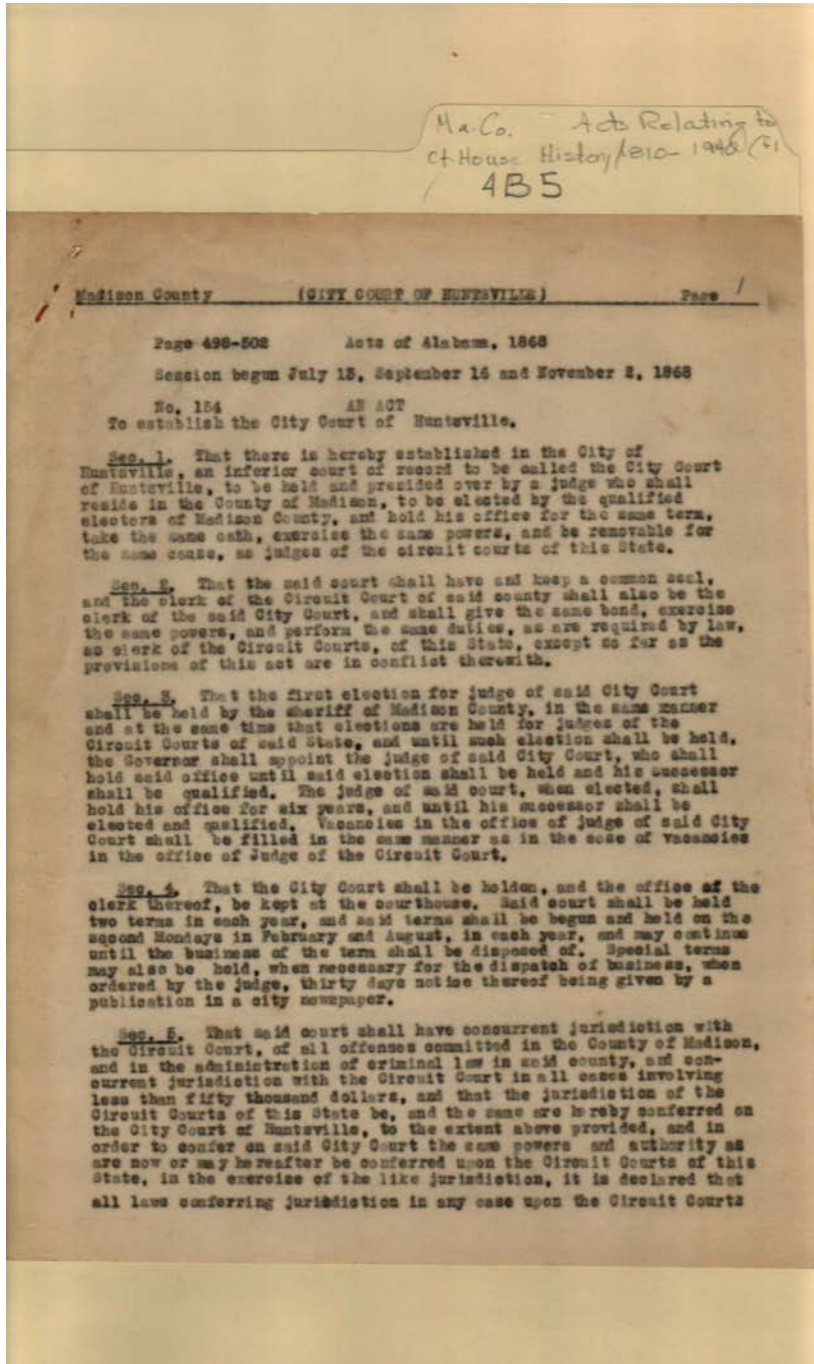 Ma. Co. Acts Relating to
Ct. House History 1810-1940
4B5
Madison County (CITY COURT OF HUNTSVILLE) Page 1
Page 498-502 Acts of Alabama, 1868
Session begun July 13, September 16 and November 2, 1868
No. 154 AN ACT
To establish the City Court of Huntsville.
Sec. 1. That there is hereby established in the City of
Huntsville, an inferior court of record to be called the City Court
of Huntsville, to be held and presided over by a judge who shall
reside in the County of Madison, to be elected by the qualified
electors of Madison County, and hold his office for the same term,
take the same oath, exercise the same powers, and be removable for
the same cause, as judges of the circuit courts of this State.
Sec. 2. That the said court shall have and keep a common seal,
and the clerk of the Circuit Court of said county shall also be the
clerk of the said City Court, and shall give the same bond, exercise
the same powers, and perform the same duties, as are required by law,
as clerk of the Circuit Courts, of this State, except so far as the
provisions of this act are in conflict therewith.
Sec. 3. That the first election for judge of said City Court
shall be held by the sheriff of Madison County, in the same manner
and at the same time that elections are held for judges of the
Circuit Courts of said State, and until such election shall be held,
the Governor shall appoint the judge of said City Court, who shall
hold said office until said election shall be held and his successor
shall be qualified. The judge of said court, when elected, shall
hold his office for six years, and until his successor shall be
elected and qualified. Vacancies in the office of judge of said City
Court shall be filled in the same manner as in the case of vacancies
in the office of Judge of the Circuit Court.
Sec. 4. That the City Court shall be holden, and the office of the
clerk thereof, be kept at the courthouse. Said court shall be held
two terms in each year, and said terms shall be begun and held on the
second Mondays in February and August, in each year, and may continue
until the business of the term shall be disposed of. Special terms
may also be held, when necessary for the dispatch of business, when
ordered by the judge, thirty days notice thereof being given by a
publication in a city newspaper.
Sec. 5. That said court shall have concurrent jurisdiction with
the Circuit Court, of all offenses committed in the County of Madison,
and in the administration of criminal law in said county, and con-
current jurisdiction with the Circuit Court in all cases involving
less than fifty thousand dollars, and that the jurisdiction of the
Circuit Courts of this State be, and the same are hereby conferred on
the City Court of Huntsville, to the extent above provided, and in
order to confer on said City Court the same powers and authority as
are now or may hereafter be conferred upon the Circuit Courts of this
State, in the exercise of the like jurisdiction, it is declared that
all laws conferring jurisdiction in any case upon the Circuit Courts